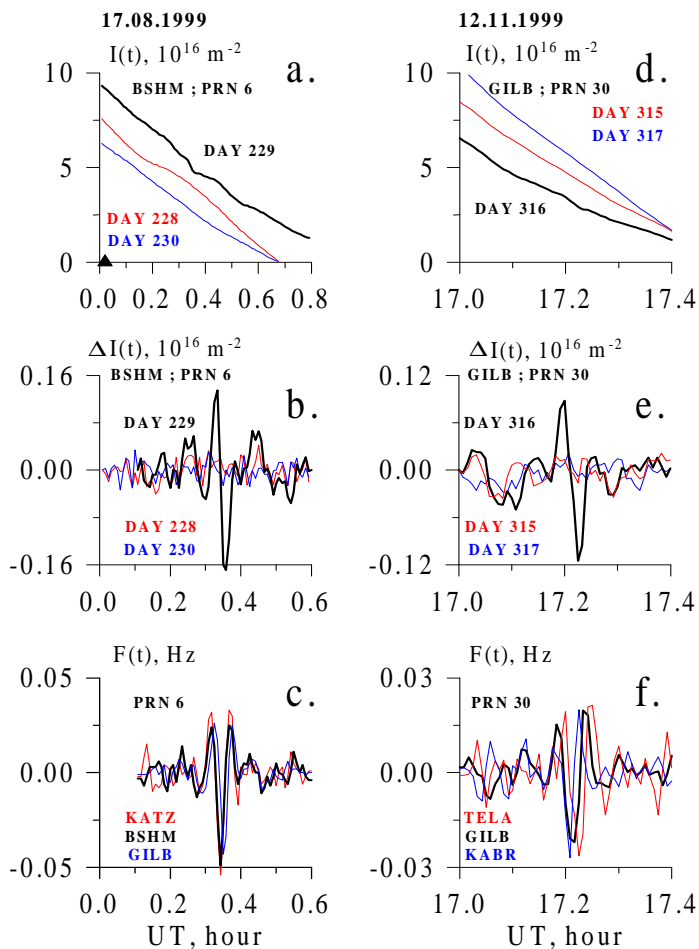 17.08.1999
I(t), 10^16 m^-2
a.
BSHM ; PRN 6
DAY 229
DAY 228
DAY 230
10
5
0
0.0 0.2 0.4 0.6 0.8
ΔI(t), 10^16 m^-2
BSHM ; PRN 6
b.
DAY 229
DAY 228
DAY 230
0.16
0.00
-0.16
0.0 0.2 0.4 0.6
F(t), Hz
c.
PRN 6
KATZ
BSHM
GILB
0.05
0.00
-0.05
0.0 0.2 0.4 0.6
UT, hour
12.11.1999
I(t), 10^16 m^-2
d.
GILB ; PRN 30
DAY 315
DAY 317
DAY 316
10
5
0
17.0 17.2 17.4
ΔI(t), 10^16 m^-2
GILB ; PRN 30
e.
DAY 316
DAY 315
DAY 317
0.12
0.00
-0.12
17.0 17.2 17.4
F(t), Hz
f.
PRN 30
TELA
GILB
KABR
0.03
0.00
-0.03
17.0 17.2 17.4
UT, hour